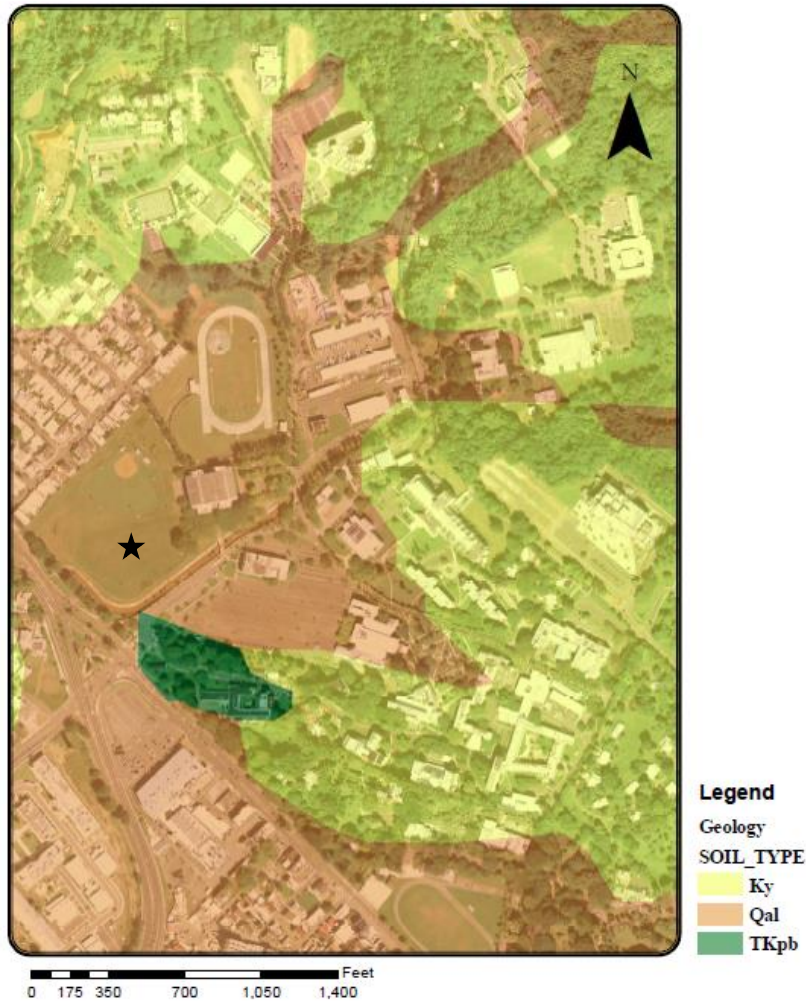 N
Legend
Geology
SOIL_TYPE
Ky
Qal
TKpb
Feet
0 175 350 700 1,050 1,400